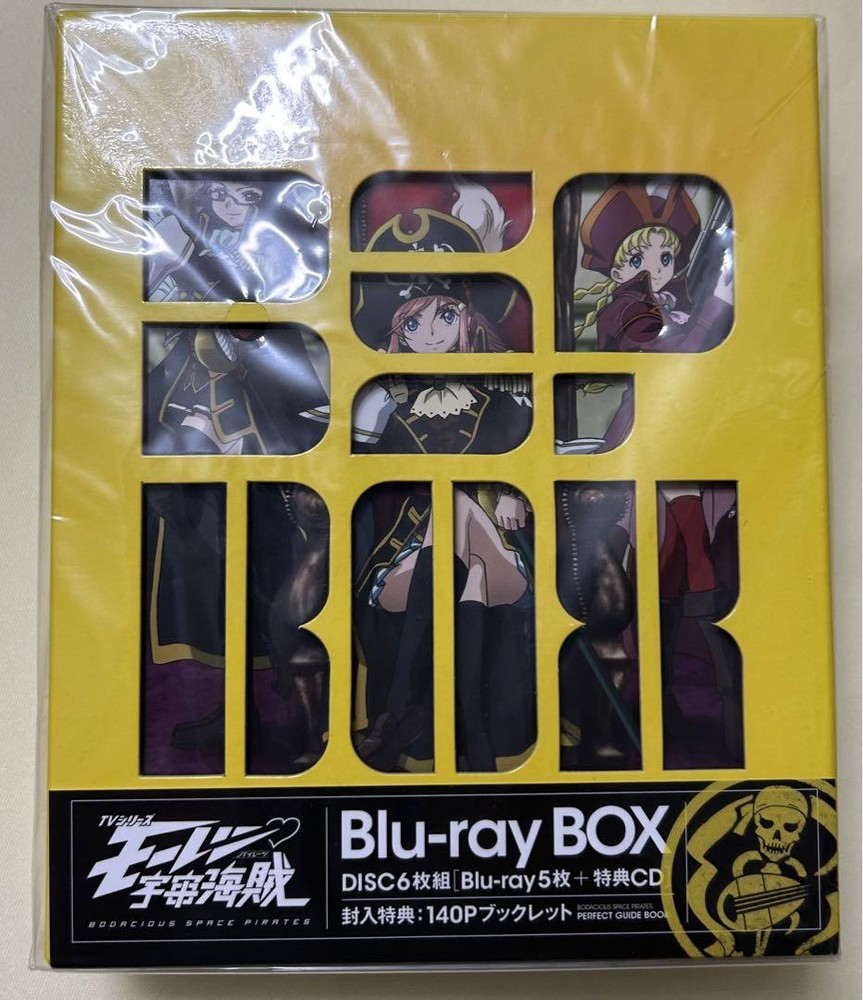 BSP
BOX
TVシリーズ
モーレツ♡
パイレーツ
宇宙海賊
BODACIOUS SPACE PIRATES
Blu-ray BOX
DISC6枚組[Blu-ray5枚+特典CD]
封入特典:140Pブックレット BODACIOUS SPACE PIRATES PERFECT GUIDE BOOK